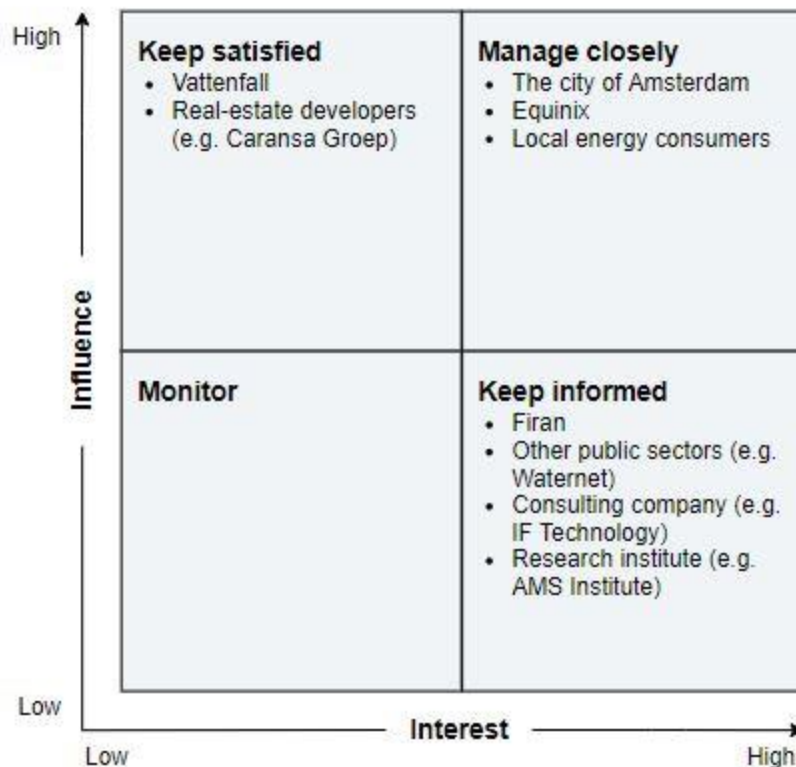 High
Keep satisfied
• Vattenfall
• Real-estate developers
(e.g. Caransa Groep)
Manage closely
• The city of Amsterdam
• Equinix
• Local energy consumers
Influence
Monitor
Keep informed
• Firan
• Other public sectors (e.g.
Waternet)
• Consulting company (e.g.
IF Technology)
• Research institute (e.g.
AMS Institute)
Low
Interest
Low
High